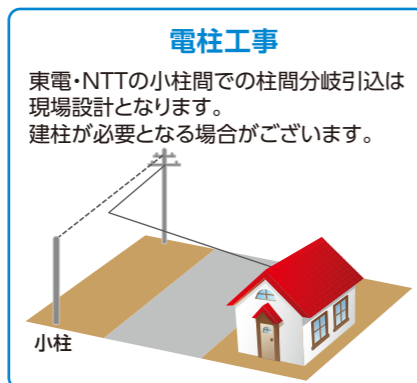 電柱工事
東電・NTTの小柱間での柱間分岐引込は
現場設計となります。
建柱が必要となる場合がございます。
小柱